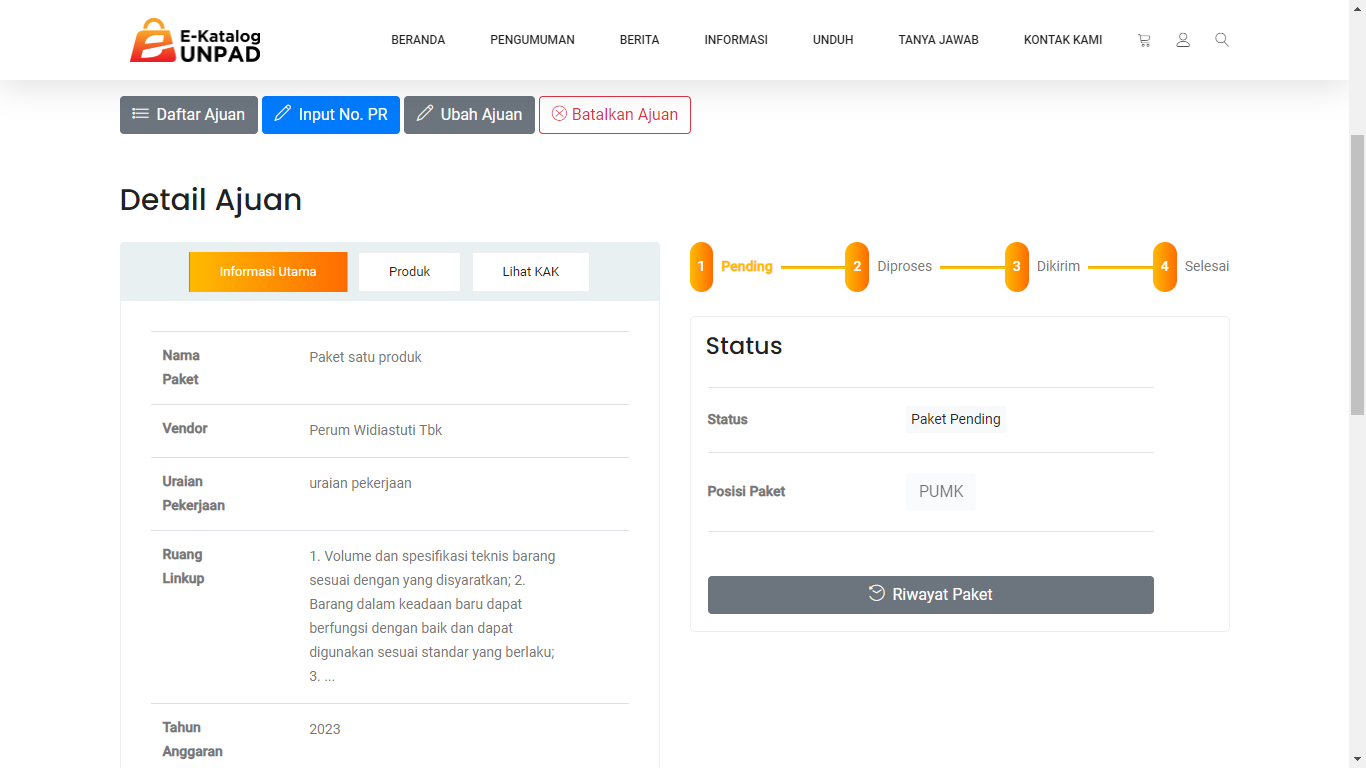 E-Katalog
UNPAD
BERANDA PENGUMUMAN BERITA INFORMASI UNDUH TANYA JAWAB KONTAK KAMI
Daftar Ajuan Input No. PR Ubah Ajuan Batalkan Ajuan
Detail Ajuan
Informasi Utama Produk Lihat KAK
Nama Paket
Paket satu produk
Vendor
Perum Widiastuti Tbk
Uraian
Pekerjaan
uraian pekerjaan
Ruang
Linkup
1. Volume dan spesifikasi teknis barang
sesuai dengan yang disyaratkan; 2.
Barang dalam keadaan baru dapat
berfungsi dengan baik dan dapat
digunakan sesuai standar yang berlaku;
3. ...
Tahun
Anggaran
2023
1 Pending 2 Diproses 3 Dikirim 4 Selesai
Status
Status Paket Pending
Posisi Paket PUMK
Riwayat Paket